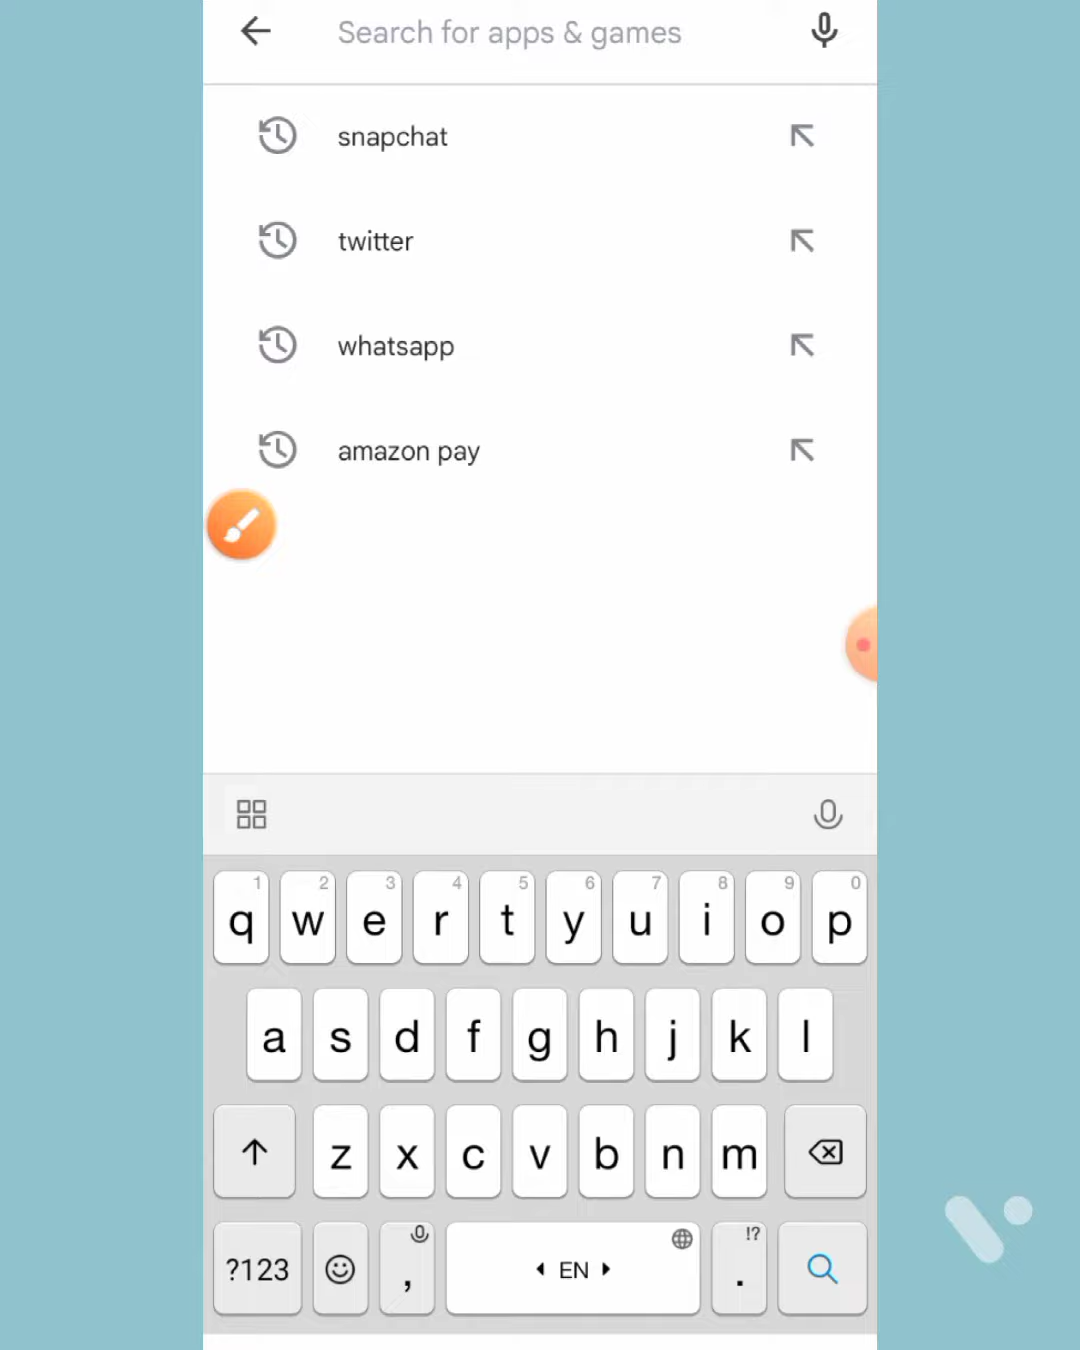 Search for apps & games
snapchat
twitter
whatsapp
amazon pay
1 2 3 4 5 6 7 8 9 0
q w e r t y u i o p
a s d f g h j k l
z x c v b n m
!?
?123 , EN .